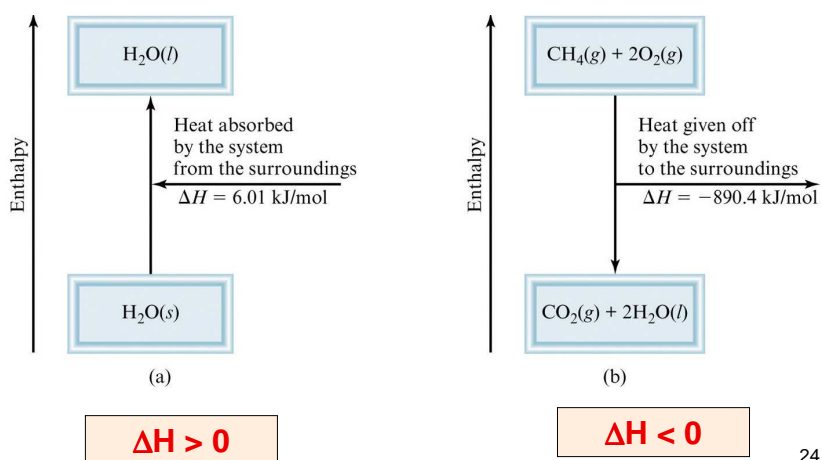 Enthalpy
H₂O(l)
Heat absorbed
by the system
from the surroundings
ΔH = 6.01 kJ/mol
H₂O(s)
(a)
ΔH > 0
Enthalpy
CH₄(g) + 2O₂(g)
Heat given off
by the system
to the surroundings
ΔH = −890.4 kJ/mol
CO₂(g) + 2H₂O(l)
(b)
ΔH < 0
24